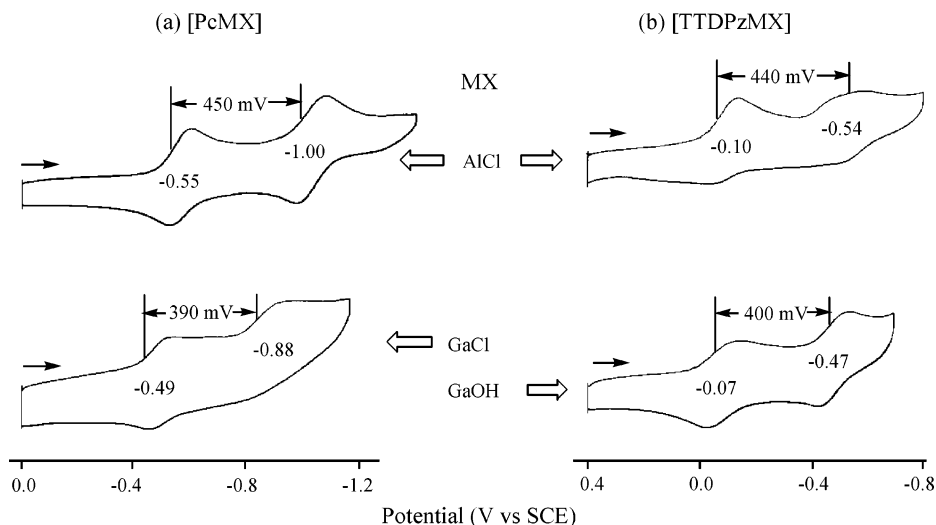 (a) [PcMX]
(b) [TTDPzMX]
MX
450 mV
440 mV
-0.55
-1.00
AlCl
-0.10
-0.54
390 mV
400 mV
-0.49
-0.88
GaCl
GaOH
-0.07
-0.47
0.0 -0.4 -0.8 -1.2
0.4 0.0 -0.4 -0.8
Potential (V vs SCE)